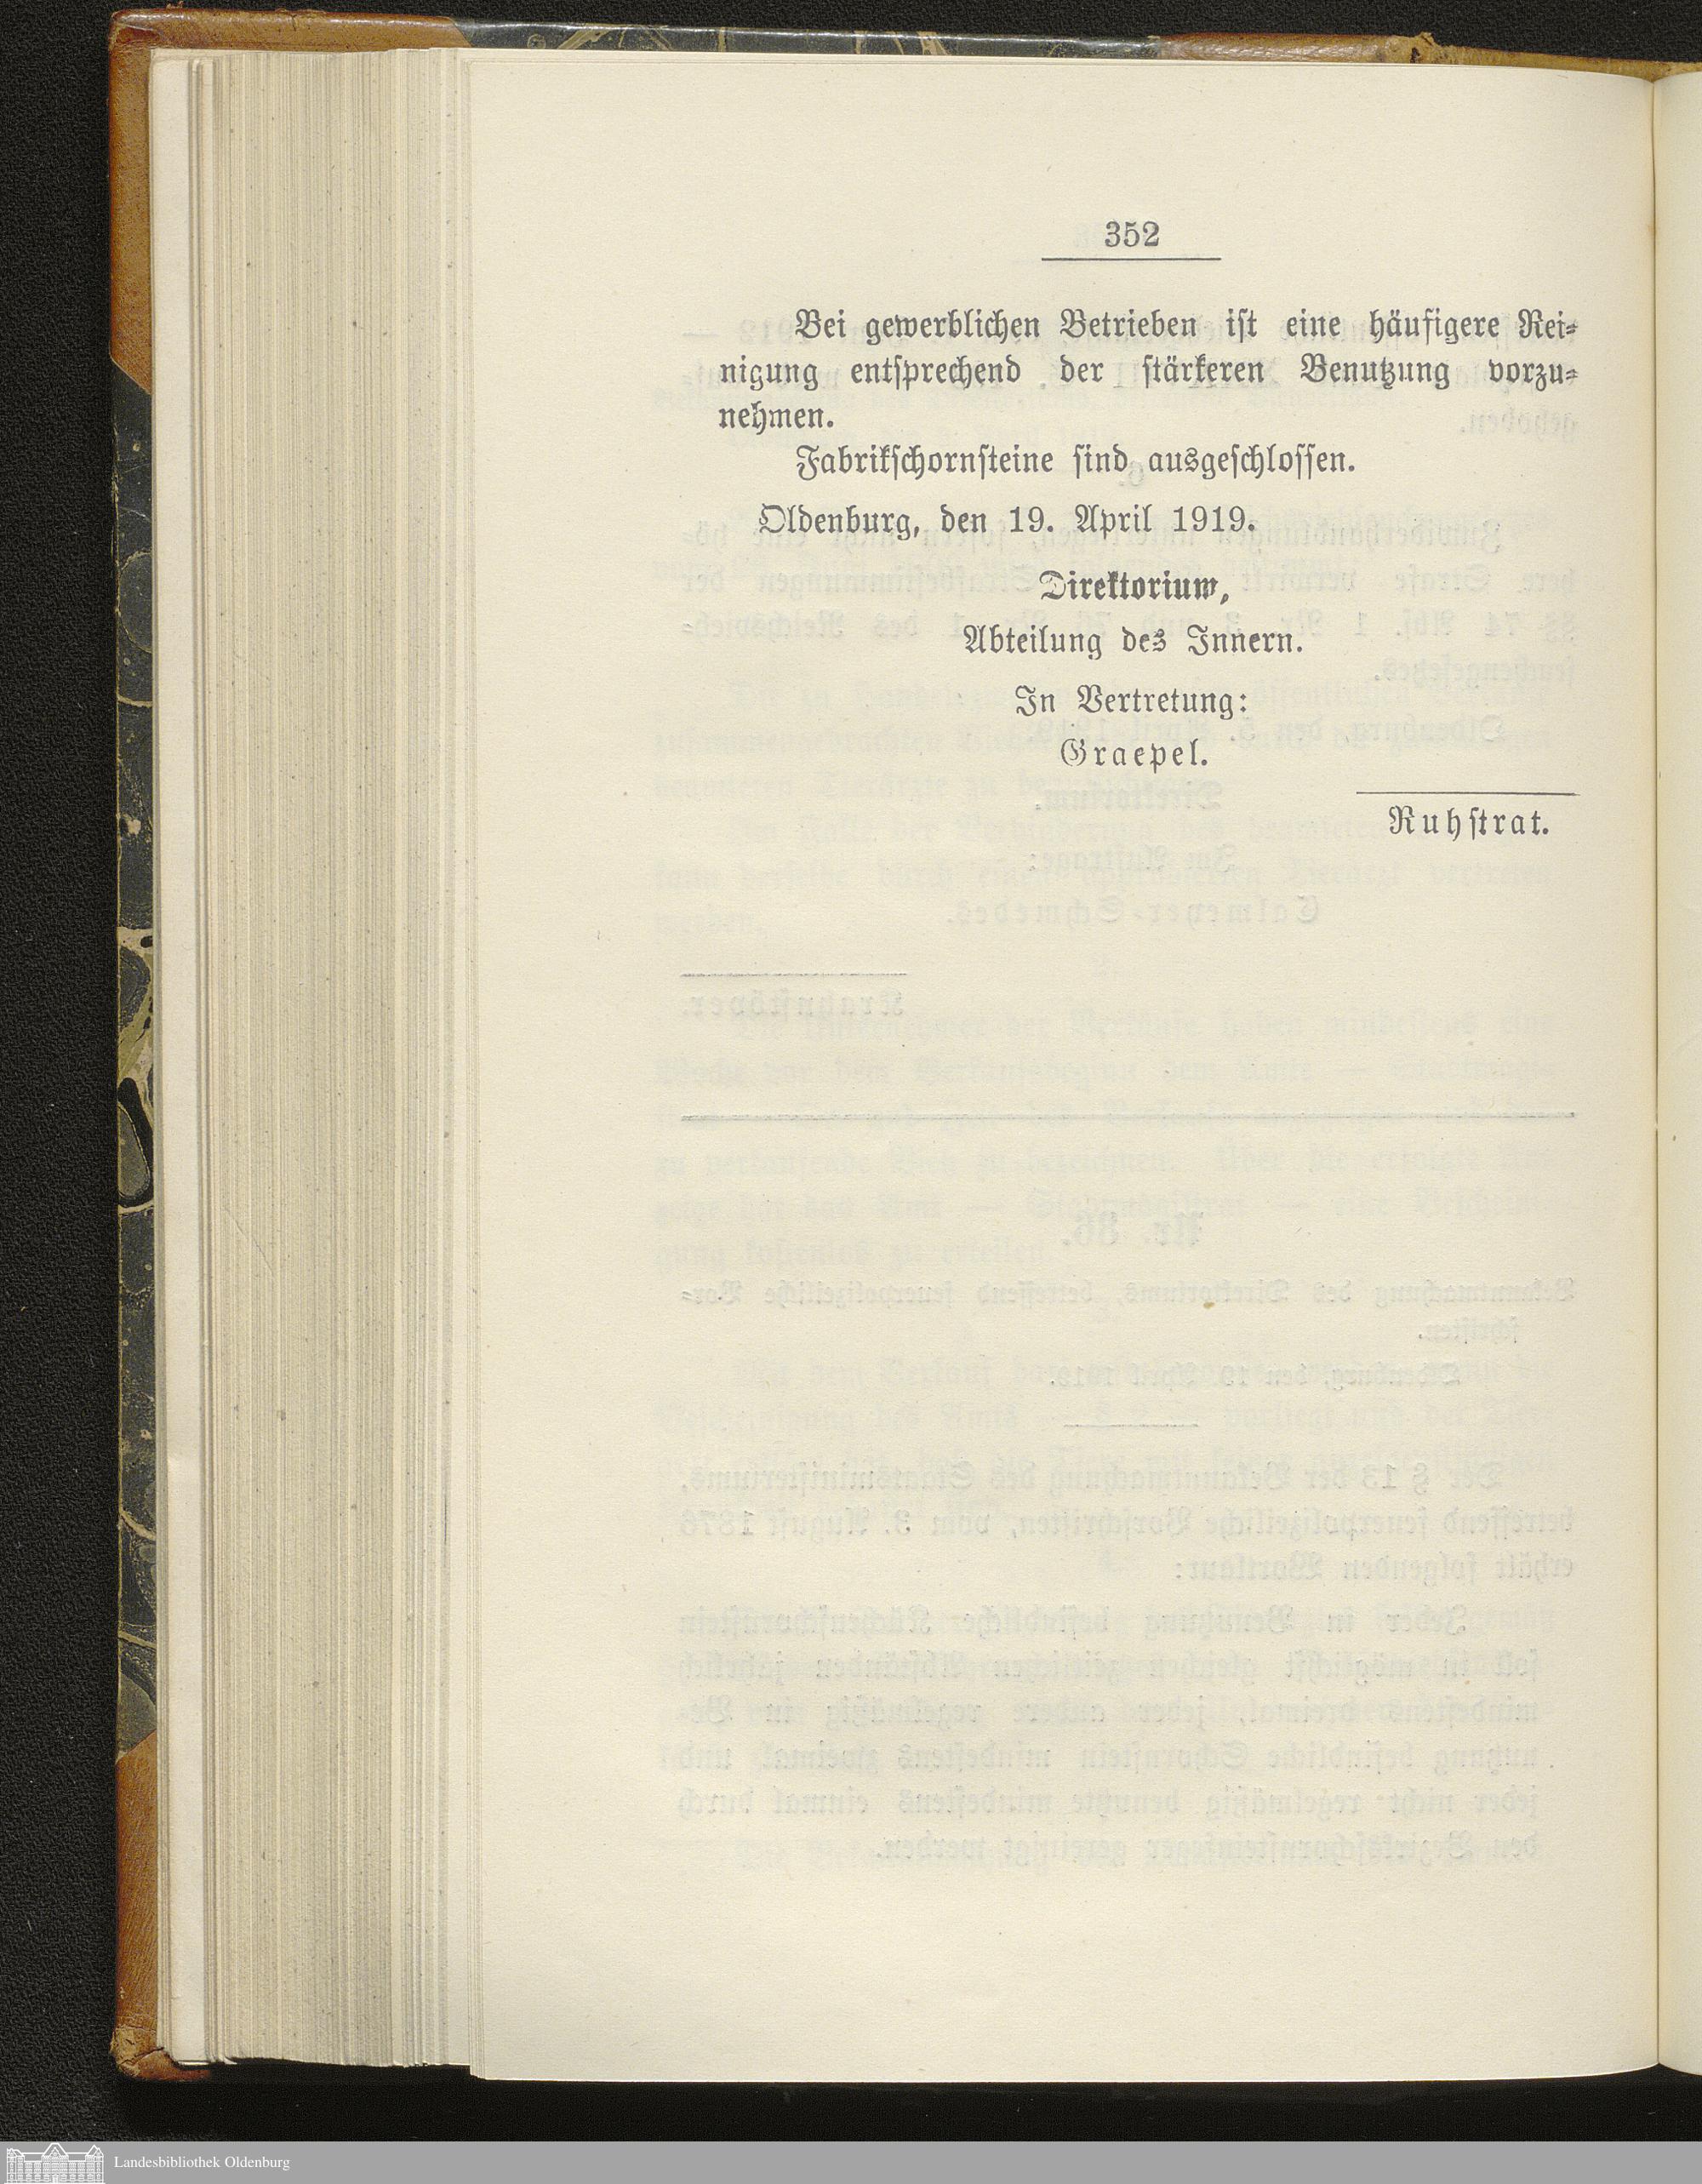 352
Bei gewerblichen Betrieben ist eine häufigere Rei-
nigung entsprechend der stärkeren Benutzung vorzu-
nehmen.
Fabrikschornsteine sind ausgeschlossen.
Oldenburg, den 19. April 1919.
Direktorium,
Abteilung des Innern.
In Vertretung:
Graepel.
Ruhstrat.
Landesbibliothek Oldenburg